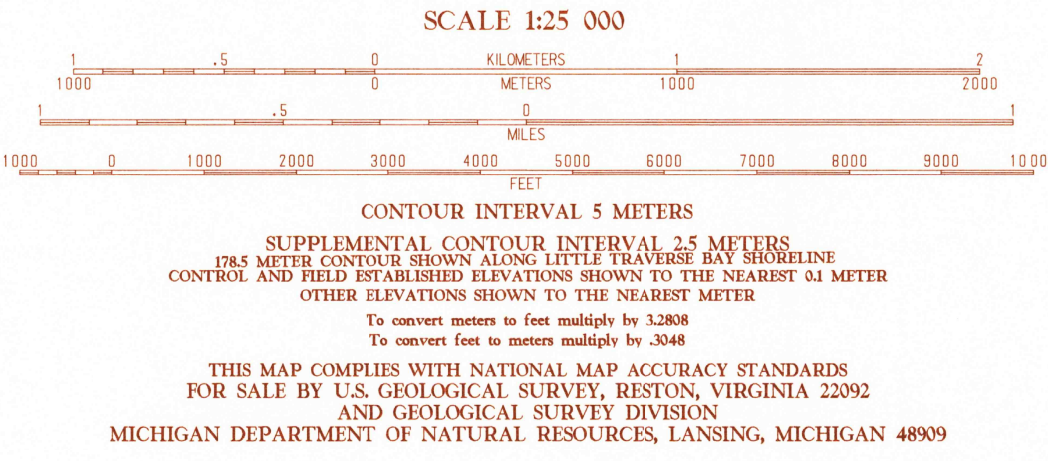 SCALE 1:25 000
1 .5 0 KILOMETERS 1 2
1000 0 METERS 1000 2000
1 .5 0 1
MILES
1000 0 1000 2000 3000 4000 5000 6000 7000 8000 9000 10 00
FEET
CONTOUR INTERVAL 5 METERS
SUPPLEMENTAL CONTOUR INTERVAL 2.5 METERS
178.5 METER CONTOUR SHOWN ALONG LITTLE TRAVERSE BAY SHORELINE
CONTROL AND FIELD ESTABLISHED ELEVATIONS SHOWN TO THE NEAREST 0.1 METER
OTHER ELEVATIONS SHOWN TO THE NEAREST METER
To convert meters to feet multiply by 3.2808
To convert feet to meters multiply by .3048
THIS MAP COMPLIES WITH NATIONAL MAP ACCURACY STANDARDS
FOR SALE BY U.S. GEOLOGICAL SURVEY, RESTON, VIRGINIA 22092
AND GEOLOGICAL SURVEY DIVISION
MICHIGAN DEPARTMENT OF NATURAL RESOURCES, LANSING, MICHIGAN 48909